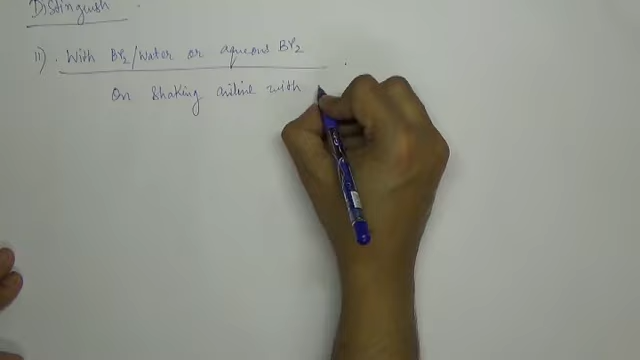 Distinguish
ii). With Br2/Water or aqueous Br2
On Shaking aniline with